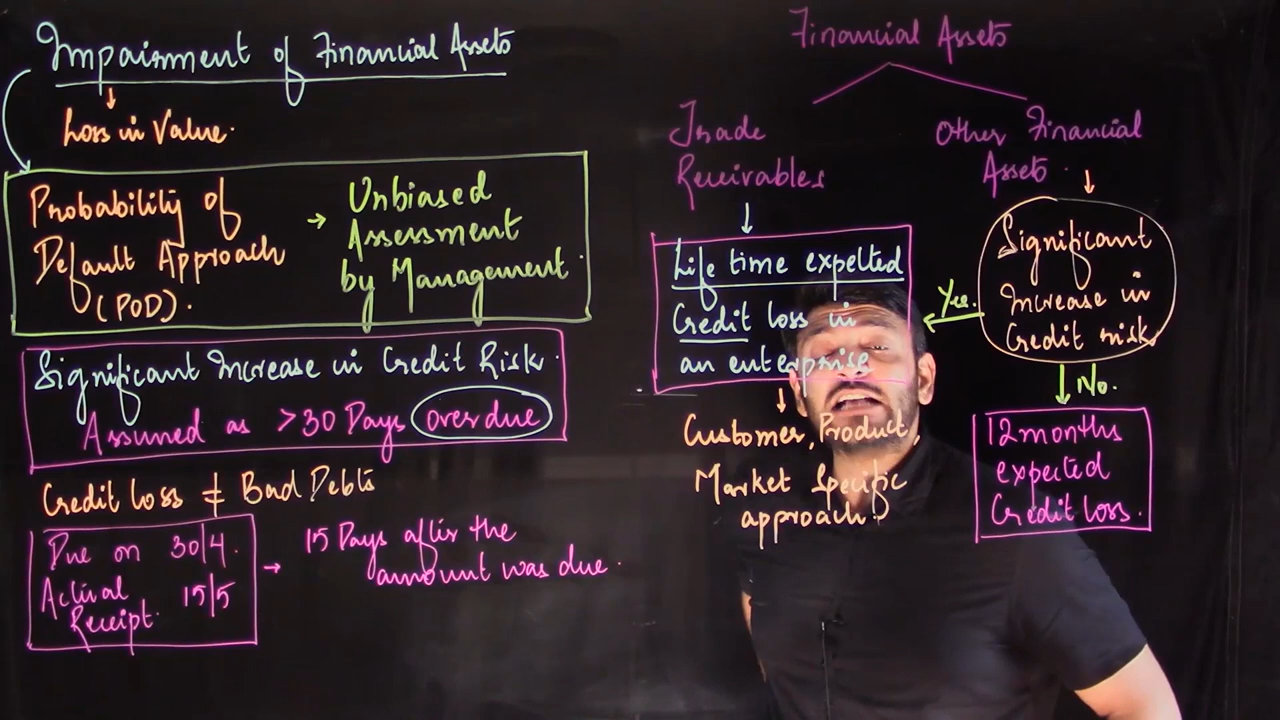 Impairment of Financial Assets
Loss in Value.
Probability of
Default Approach
(POD).
→ Unbiased
Assessment
by Management.
Significant Increase in Credit Risk.
Assumed as >30 Days overdue
Credit loss ≠ Bad Debts
Due on 30/4.
Actual 15/5
Receipt.
→ 15 Days after the
amount was due.
Financial Assets
Trade
Receivables
Life time expected
Credit loss in
an enterprise
Customer, Product,
Market Specific
approach
Other Financial
Assets.
Significant
Increase in
Credit risk
Yes.
No.
12 months
expected
Credit loss.